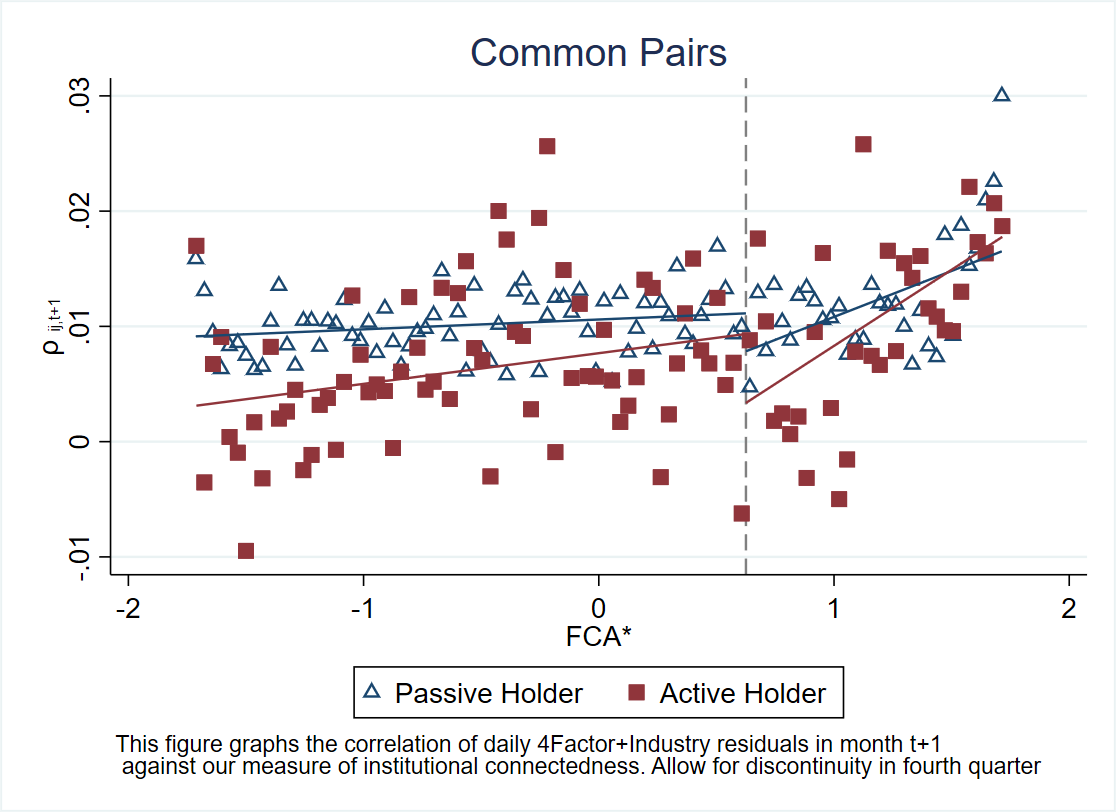 Common Pairs
.03
.02
.01
0
-.01
ρ ij,t+1
-2
-1
0
1
2
FCA*
Passive Holder
Active Holder
This figure graphs the correlation of daily 4Factor+Industry residuals in month t+1
against our measure of institutional connectedness. Allow for discontinuity in fourth quarter